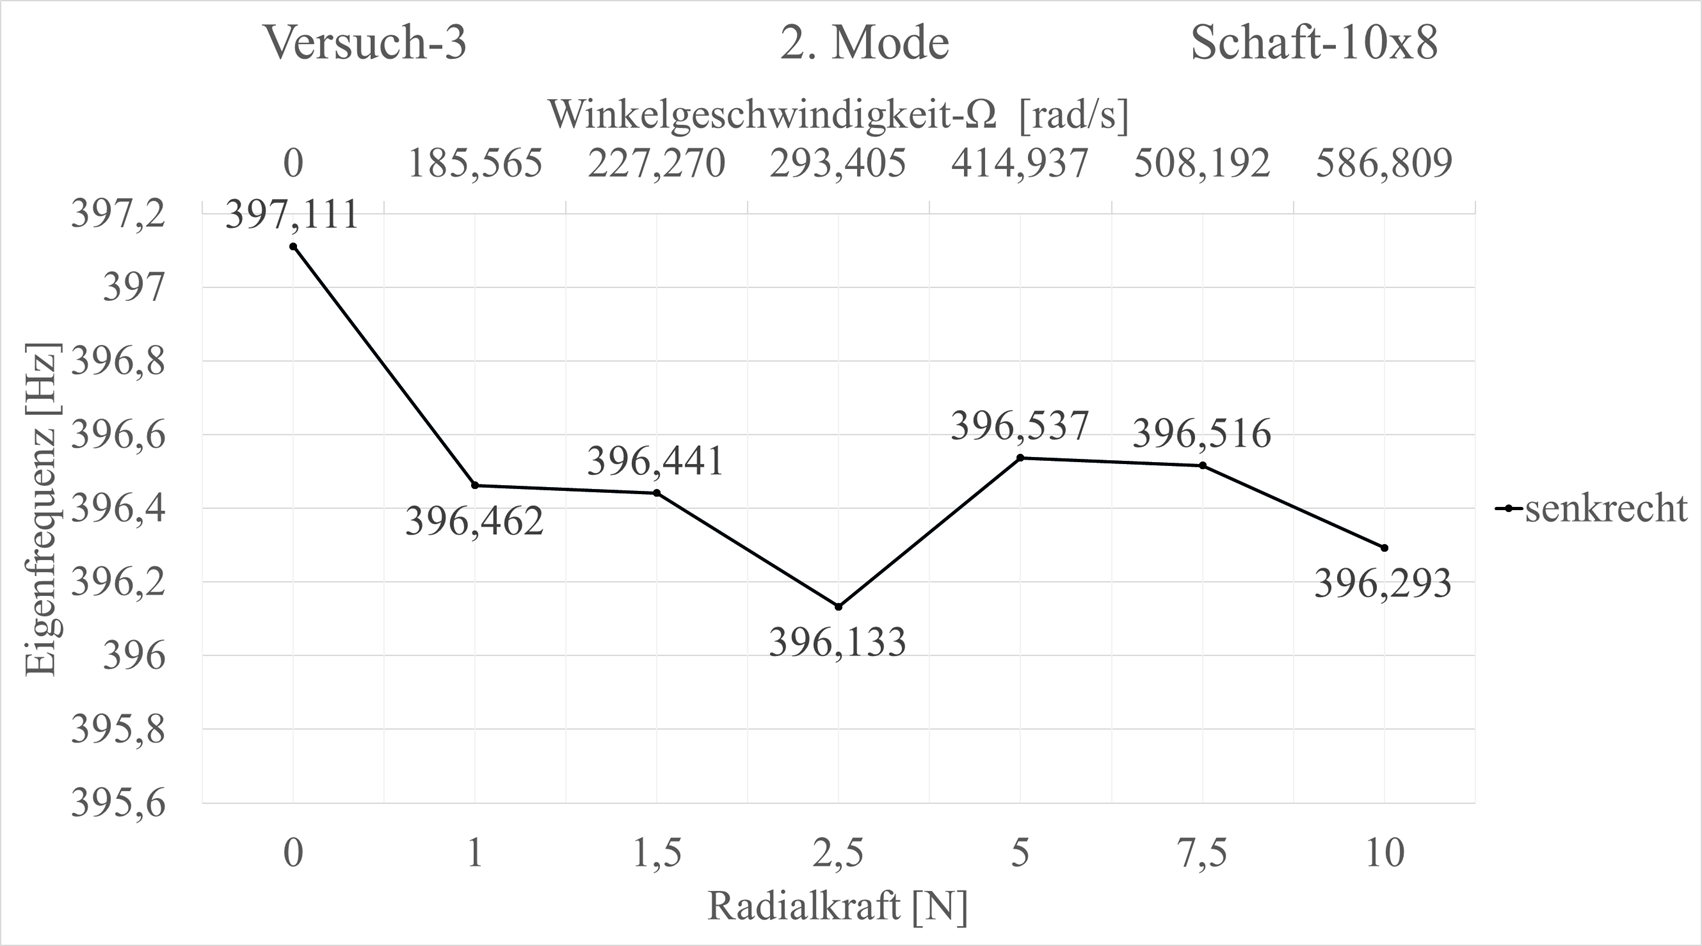 Versuch-3 2. Mode Schaft-10x8
Winkelgeschwindigkeit-Ω [rad/s]
0 185,565 227,270 293,405 414,937 508,192 586,809
397,2
397
396,8
396,6
396,4
396,2
396
395,8
395,6
Eigenfrequenz [Hz]
397,111
396,462
396,441
396,133
396,537
396,516
396,293
senkrecht
0 1 1,5 2,5 5 7,5 10
Radialkraft [N]